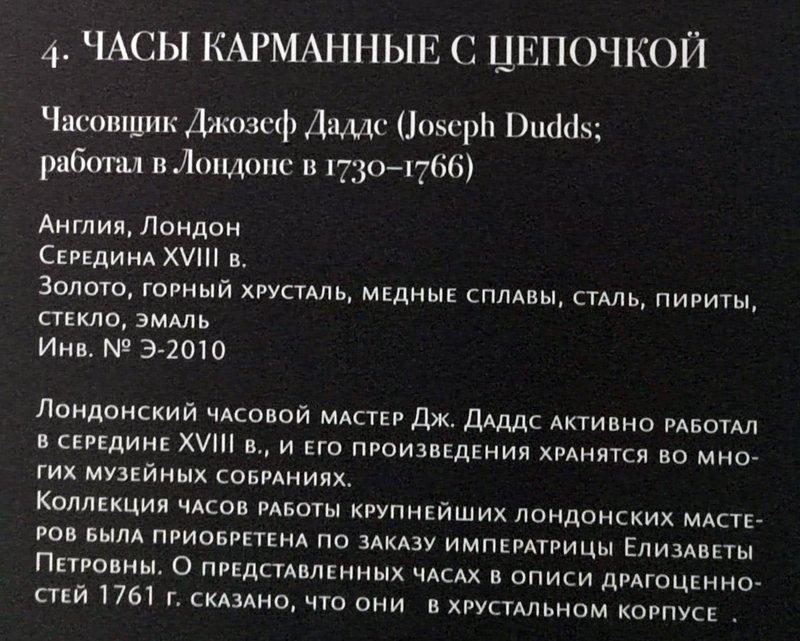 4. ЧАСЫ КАРМАННЫЕ С ЦЕПОЧКОЙ
Часовщик Джозеф Даддс (Joseph Dudds;
работал в Лондоне в 1730–1766)
Англия, Лондон
Середина XVIII в.
Золото, горный хрусталь, медные сплавы, сталь, пириты,
стекло, эмаль
Инв. № Э-2010
Лондонский часовой мастер Дж. Даддс активно работал
в середине XVIII в., и его произведения хранятся во мно-
гих музейных собраниях.
Коллекция часов работы крупнейших лондонских масте-
ров была приобретена по заказу императрицы Елизаветы
Петровны. О представленных часах в описи драгоценно-
стей 1761 г. сказано, что они в хрустальном корпусе .